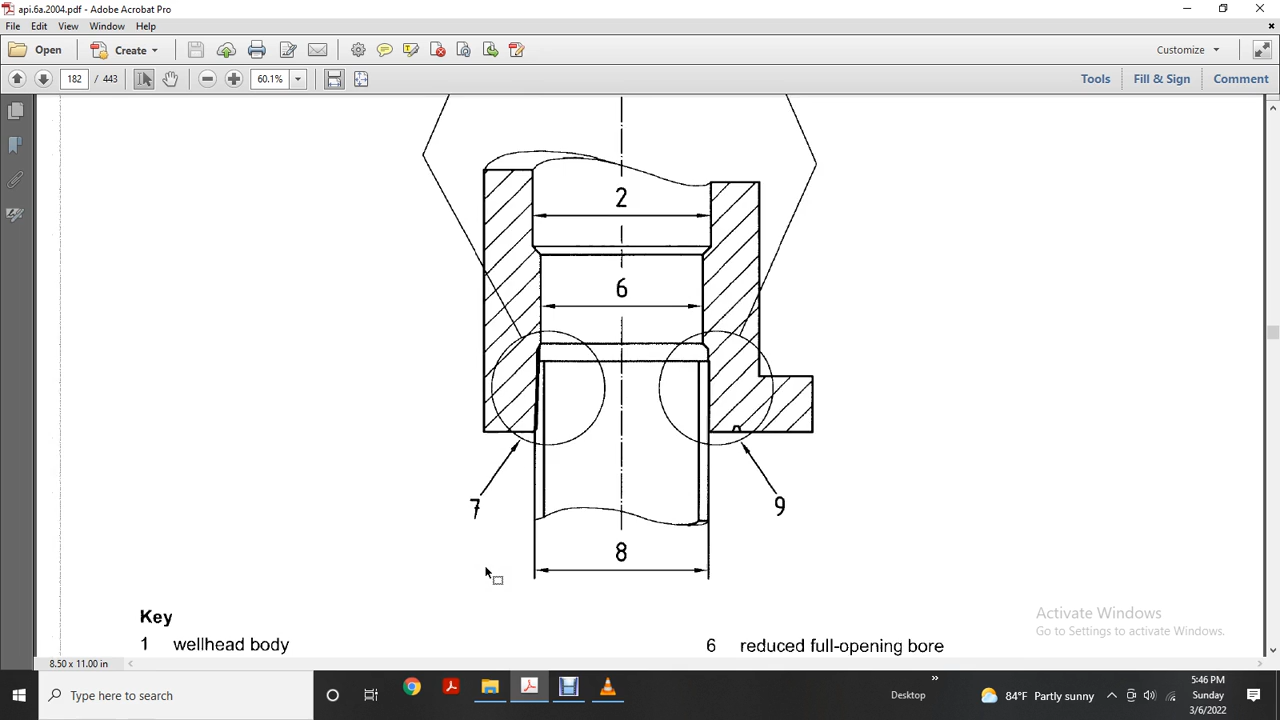 api.6a.2004.pdf - Adobe Acrobat Pro
File Edit View Window Help
Open Create Customize
182 / 443 60.1% Tools Fill & Sign Comment
2
6
7 9
8
Key
1 wellhead body 6 reduced full-opening bore
Activate Windows
Go to Settings to activate Windows.
8.50 x 11.00 in
Type here to search Desktop » 84°F Partly sunny 5:46 PM
Sunday
3/6/2022